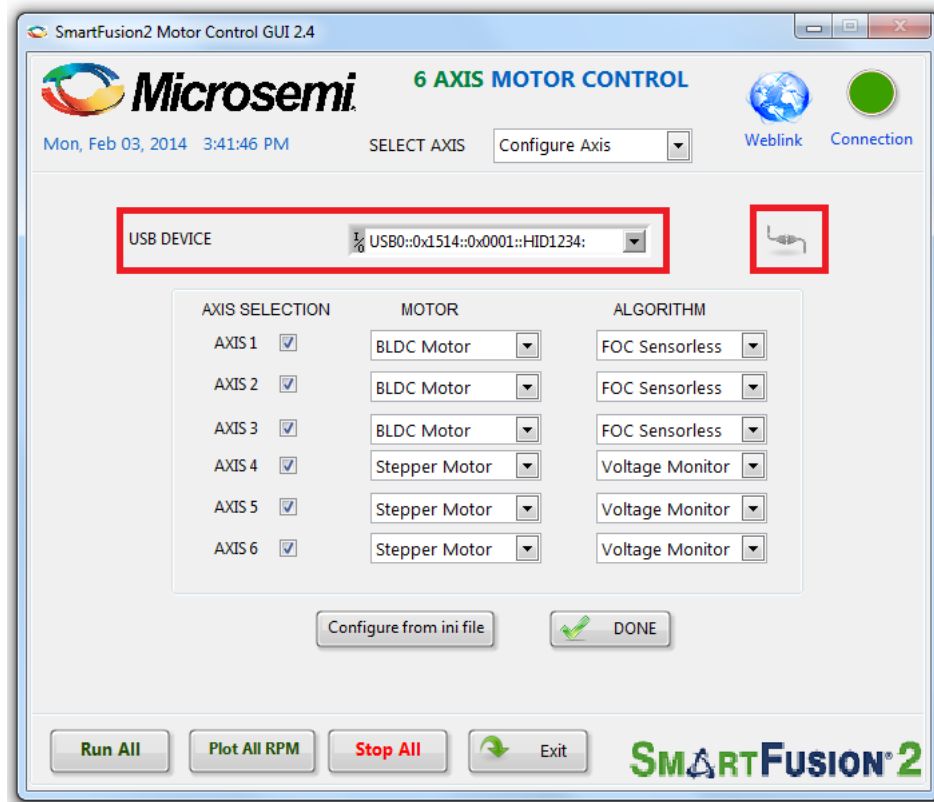 SmartFusion2 Motor Control GUI 2.4
Microsemi.
6 AXIS MOTOR CONTROL
Mon, Feb 03, 2014 3:41:46 PM
SELECT AXIS Configure Axis
Weblink
Connection
USB DEVICE I/0 USB0::0x1514::0x0001::HID1234:
AXIS SELECTION MOTOR ALGORITHM
AXIS 1 BLDC Motor FOC Sensorless
AXIS 2 BLDC Motor FOC Sensorless
AXIS 3 BLDC Motor FOC Sensorless
AXIS 4 Stepper Motor Voltage Monitor
AXIS 5 Stepper Motor Voltage Monitor
AXIS 6 Stepper Motor Voltage Monitor
Configure from ini file DONE
Run All Plot All RPM Stop All Exit
SMARTFUSION®2